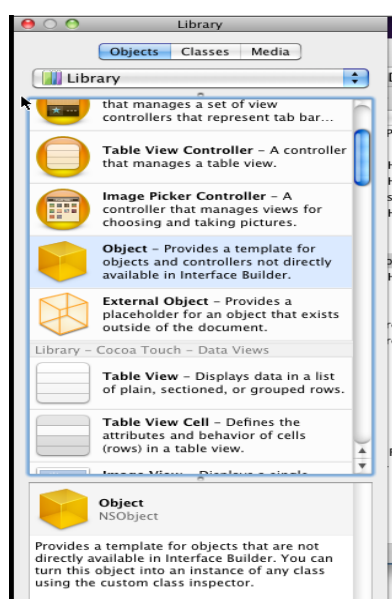 Library
Objects Classes Media
Library
that manages a set of view
controllers that represent tab bar...
Table View Controller – A controller
that manages a table view.
Image Picker Controller – A
controller that manages views for
choosing and taking pictures.
Object – Provides a template for
objects and controllers not directly
available in Interface Builder.
External Object – Provides a
placeholder for an object that exists
outside of the document.
Library – Cocoa Touch – Data Views
Table View – Displays data in a list
of plain, sectioned, or grouped rows.
Table View Cell – Defines the
attributes and behavior of cells
(rows) in a table view.
Image View – Displays a single
Object
NSObject
Provides a template for objects that are not
directly available in Interface Builder. You can
turn this object into an instance of any class
using the custom class inspector.